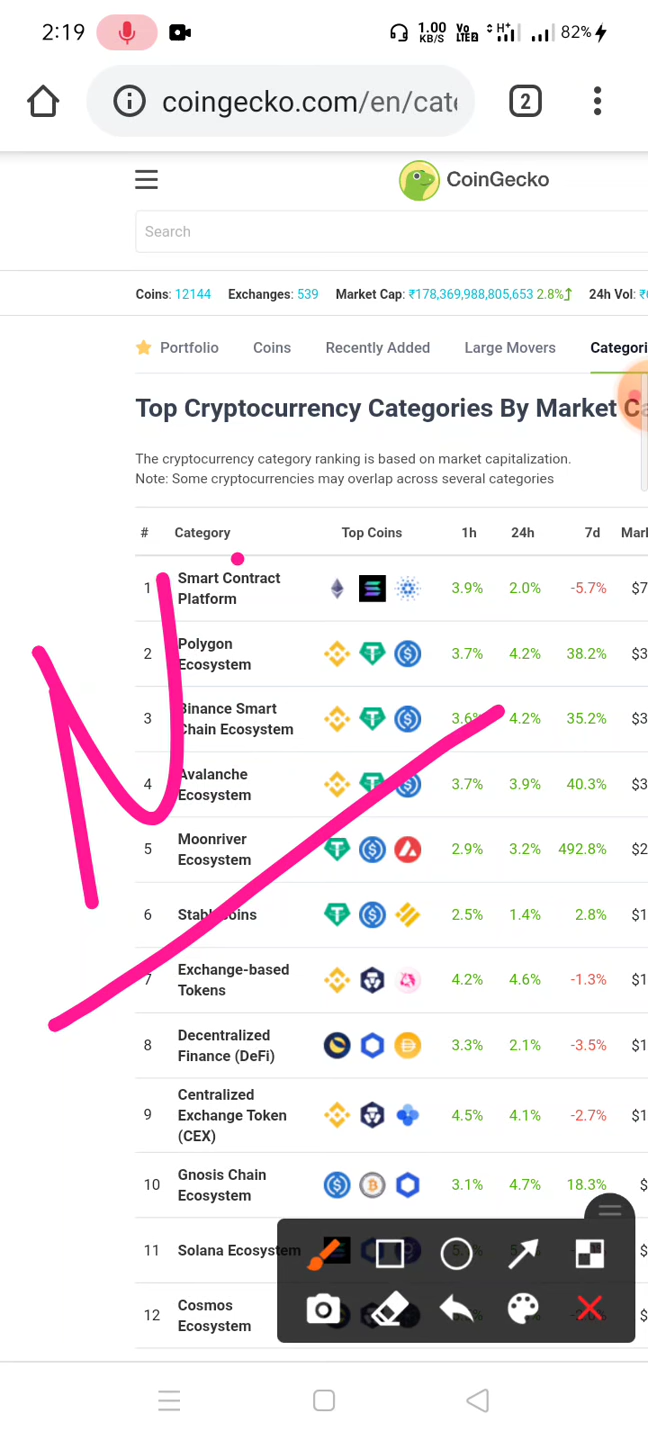 2:19 1.00 KB/S Vo LTE2 H+ 82%
coingecko.com/en/cat 2
CoinGecko
Search
Coins: 12144 Exchanges: 539 Market Cap: ₹178,369,988,805,653 2.8% 24h Vol: ₹
Portfolio Coins Recently Added Large Movers Categori
Top Cryptocurrency Categories By Market Ca
The cryptocurrency category ranking is based on market capitalization.
Note: Some cryptocurrencies may overlap across several categories
# Category Top Coins 1h 24h 7d Mark
1 Smart Contract Platform 3.9% 2.0% -5.7% $7
2 Polygon Ecosystem 3.7% 4.2% 38.2% $3
3 Binance Smart Chain Ecosystem 3.6% 4.2% 35.2% $3
4 Avalanche Ecosystem 3.7% 3.9% 40.3% $3
5 Moonriver Ecosystem 2.9% 3.2% 492.8% $2
6 Stablecoins 2.5% 1.4% 2.8% $1
7 Exchange-based Tokens 4.2% 4.6% -1.3% $1
8 Decentralized Finance (DeFi) 3.3% 2.1% -3.5% $1
9 Centralized Exchange Token (CEX) 4.5% 4.1% -2.7% $1
10 Gnosis Chain Ecosystem 3.1% 4.7% 18.3% $
11 Solana Ecosystem $
12 Cosmos Ecosystem $